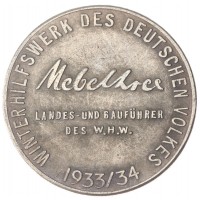 WINTERHILFSWERK DES DEUTSCHEN VOLKES
LANDES-UND GAUFÜHRER
DES W.H.W.
1933/34